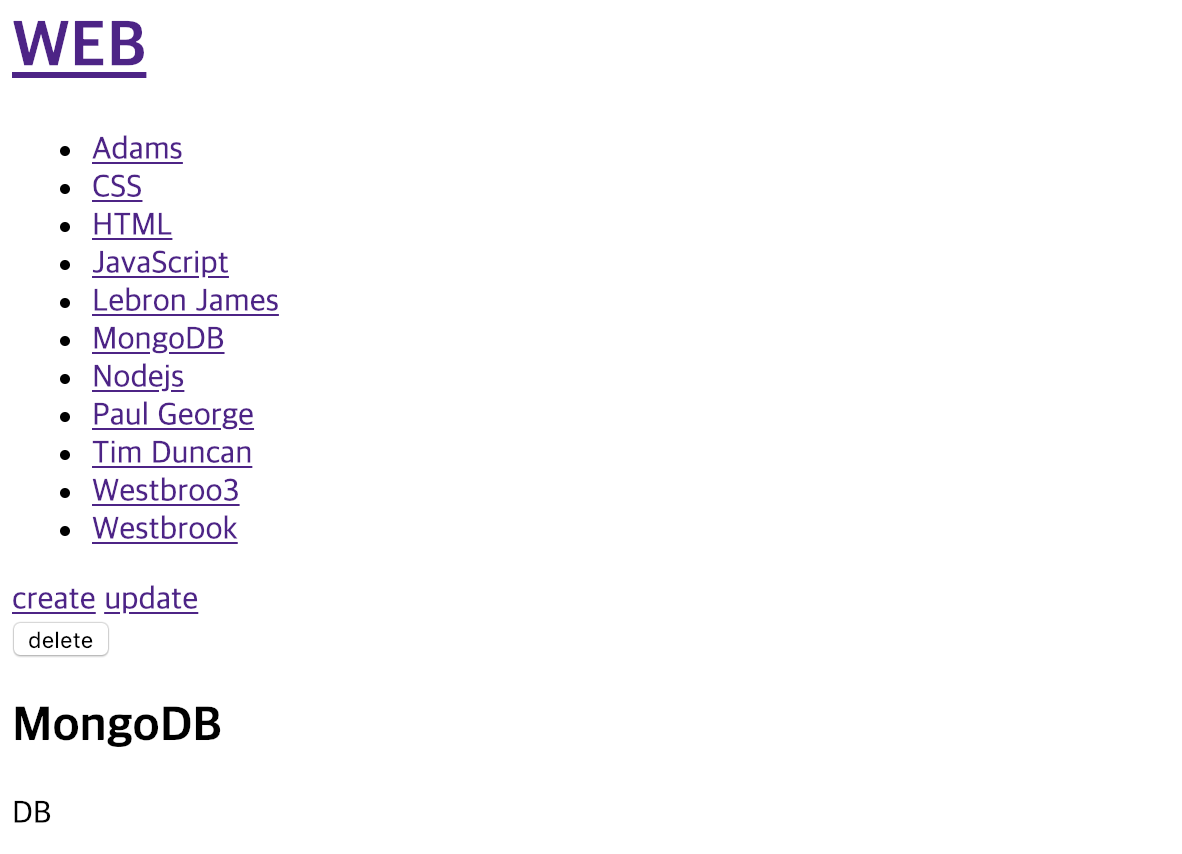 WEB
Adams
CSS
HTML
JavaScript
Lebron James
MongoDB
Nodejs
Paul George
Tim Duncan
Westbroo3
Westbrook
create update
delete
MongoDB
DB